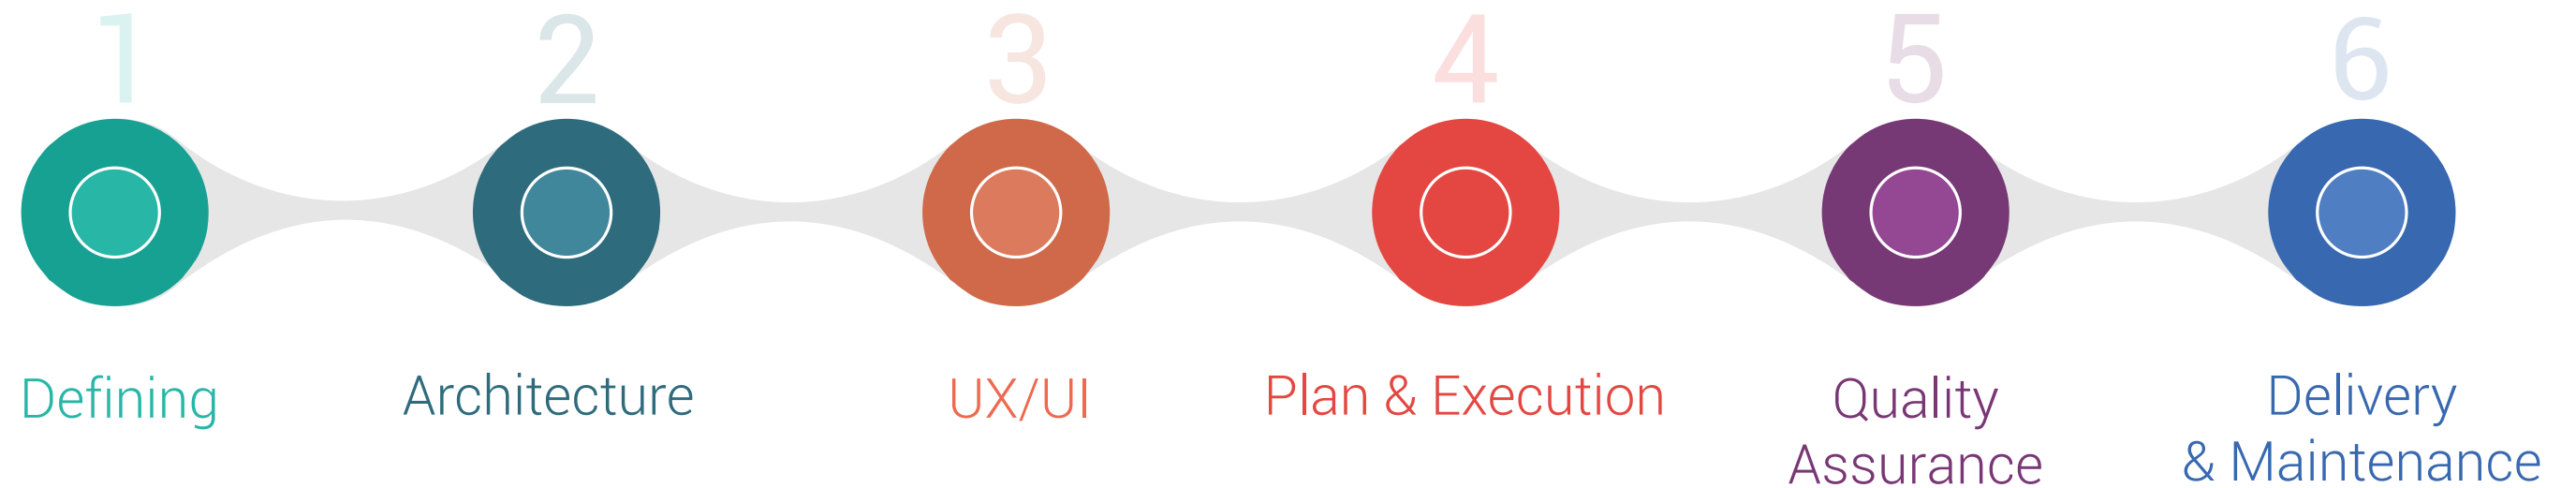 1
2
3
4
5
6
Defining
Architecture
UX/UI
Plan & Execution
Quality
Assurance
Delivery
& Maintenance